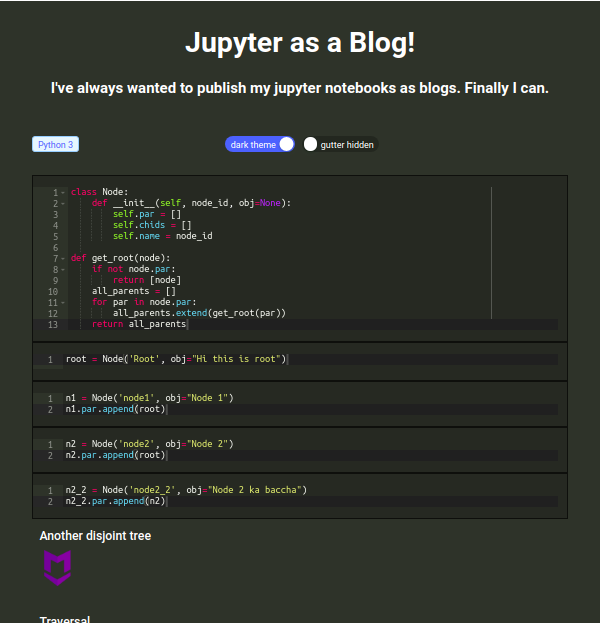 Jupyter as a Blog!
I've always wanted to publish my jupyter notebooks as blogs. Finally I can.
Python 3 dark theme gutter hidden
1 class Node:
2 def __init__(self, node_id, obj=None):
3 self.par = []
4 self.chids = []
5 self.name = node_id
6
7 def get_root(node):
8 if not node.par:
9 return [node]
10 all_parents = []
11 for par in node.par:
12 all_parents.extend(get_root(par))
13 return all_parents
1 root = Node('Root', obj="Hi this is root")
1 n1 = Node('node1', obj="Node 1")
2 n1.par.append(root)
1 n2 = Node('node2', obj="Node 2")
2 n2.par.append(root)
1 n2_2 = Node('node2_2', obj="Node 2 ka baccha")
2 n2_2.par.append(n2)
Another disjoint tree
Traversal